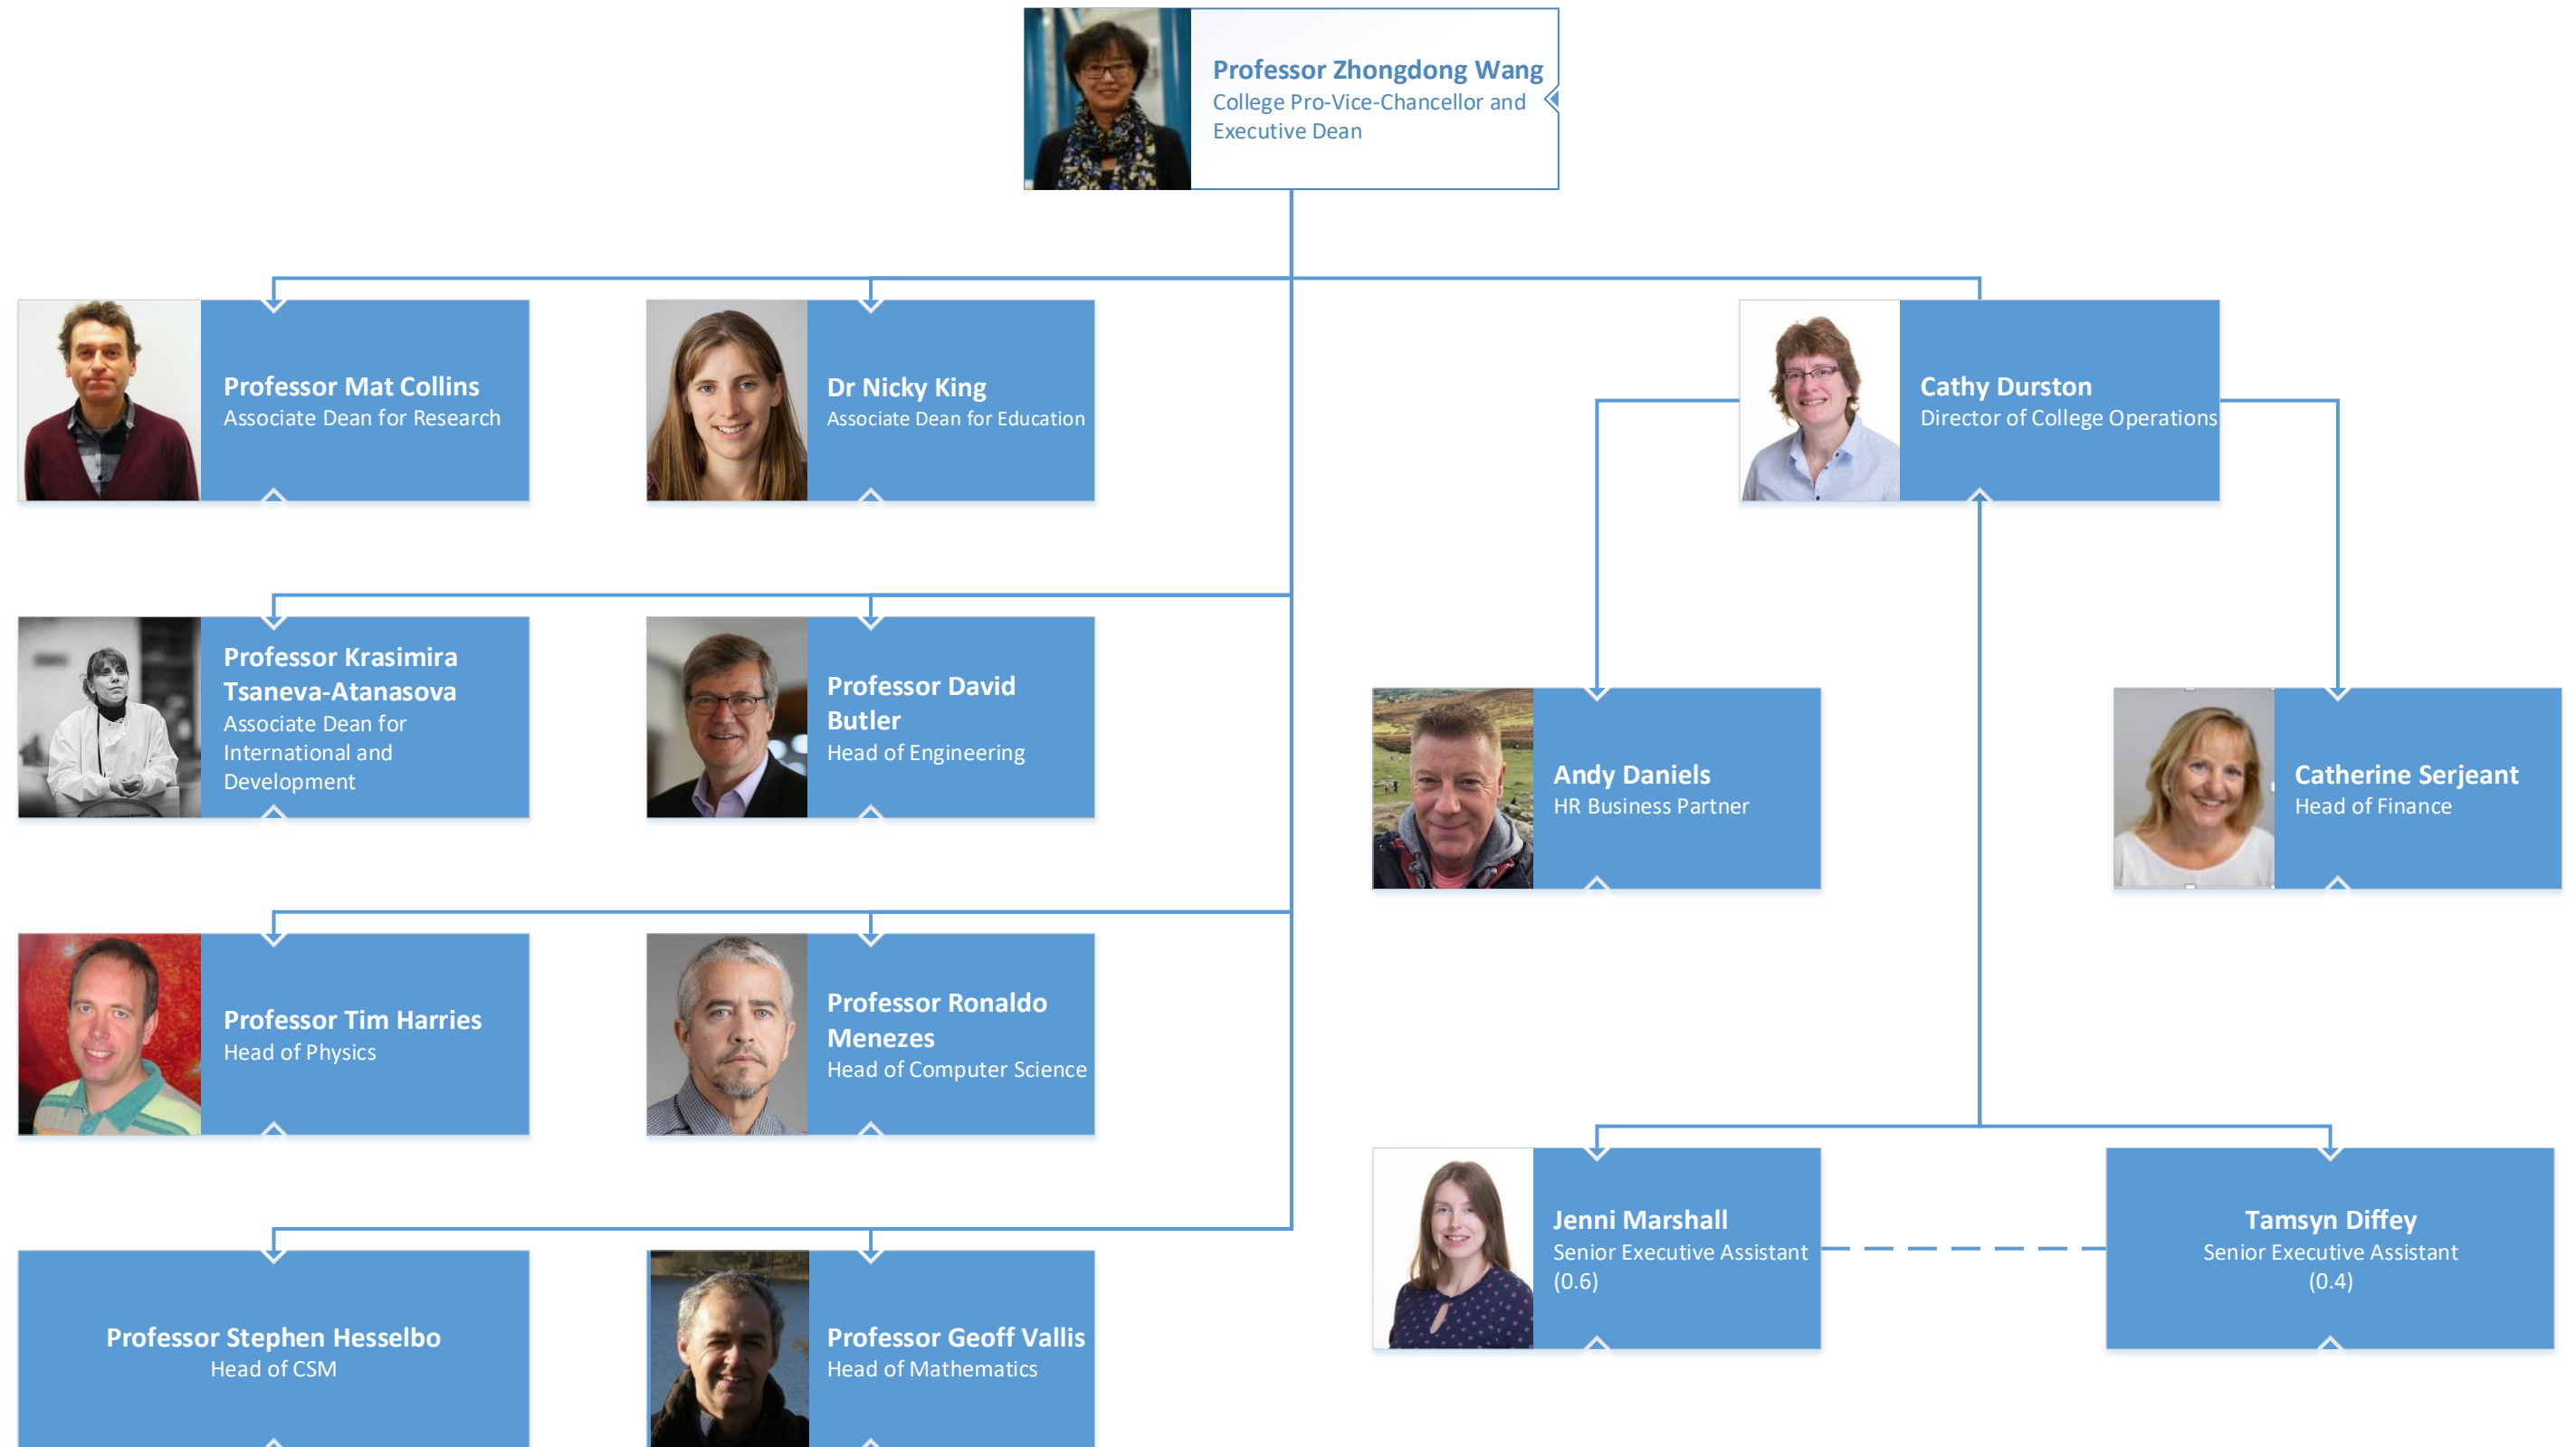 Professor Zhongdong Wang
College Pro-Vice-Chancellor and
Executive Dean
Professor Mat Collins
Associate Dean for Research
Dr Nicky King
Associate Dean for Education
Cathy Durston
Director of College Operations
Professor Krasimira
Tsaneva-Atanasova
Associate Dean for
International and
Development
Professor David
Butler
Head of Engineering
Andy Daniels
HR Business Partner
Catherine Serjeant
Head of Finance
Professor Tim Harries
Head of Physics
Professor Ronaldo
Menezes
Head of Computer Science
Jenni Marshall
Senior Executive Assistant
(0.6)
Tamsyn Diffey
Senior Executive Assistant
(0.4)
Professor Stephen Hesselbo
Head of CSM
Professor Geoff Vallis
Head of Mathematics